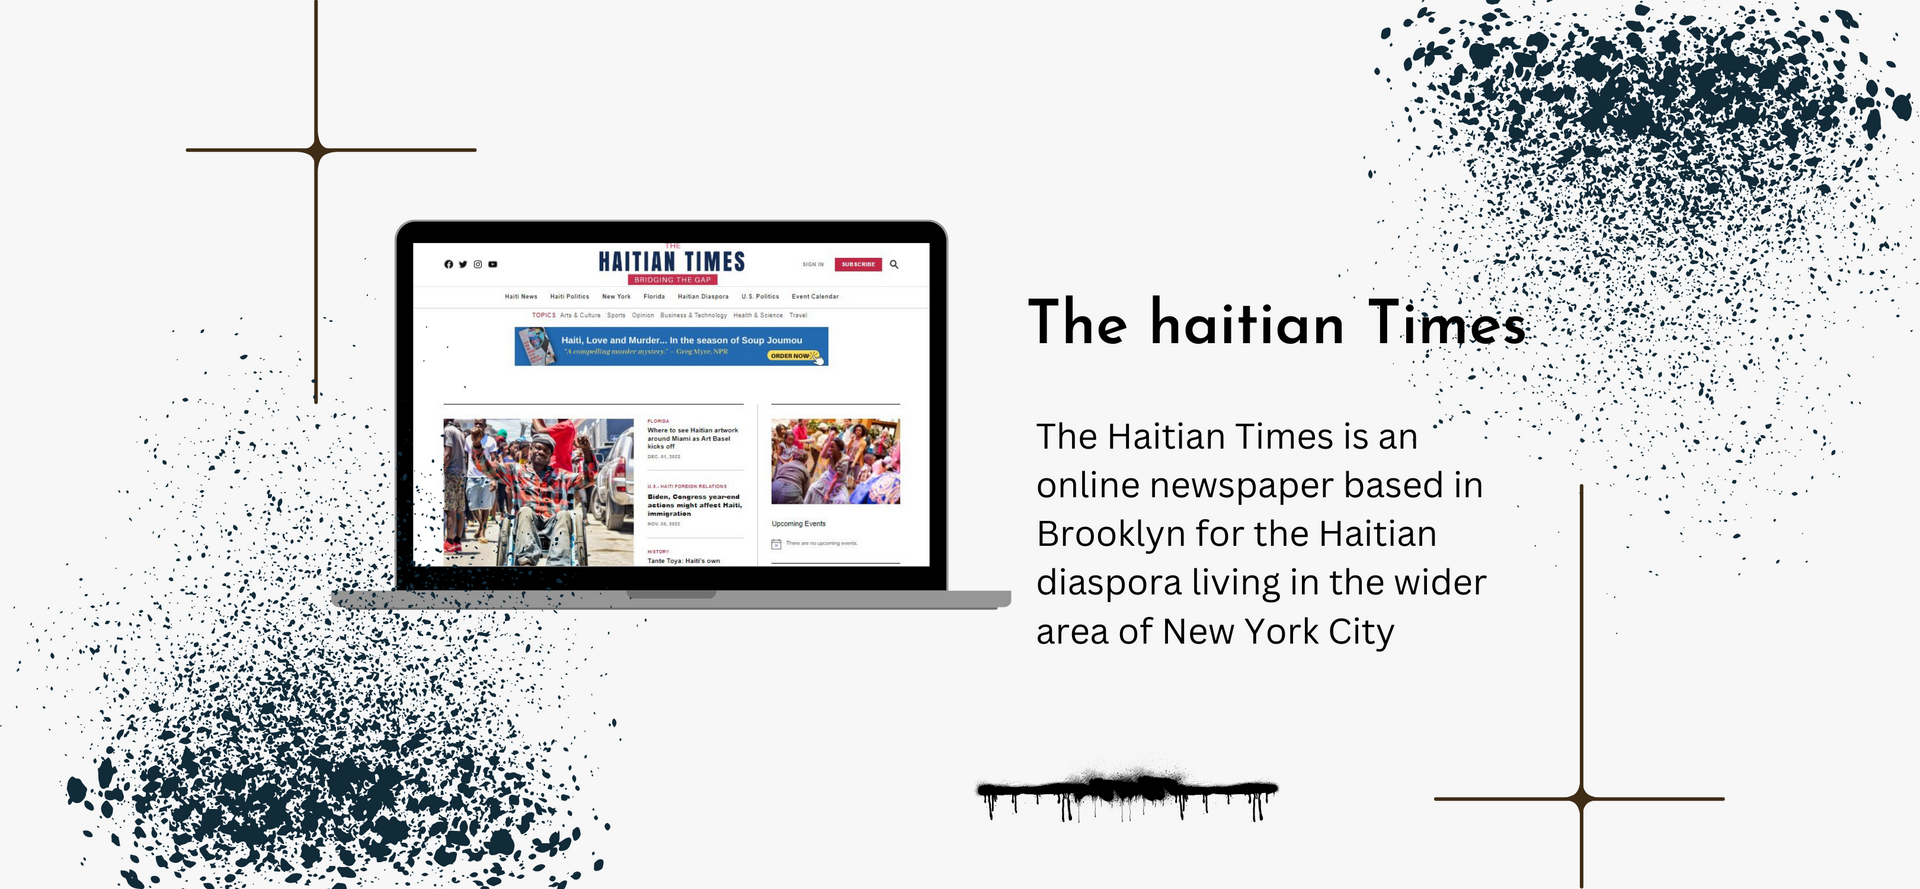 THE
HAITIAN TIMES
BRIDGING THE GAP
SIGN IN
SUBSCRIBE
Haiti News Haiti Politics New York Florida Haitian Diaspora U.S. Politics Event Calendar
TOPICS Arts & Culture Sports Opinion Business & Technology Health & Science Travel
Haiti, Love and Murder... In the season of Soup Joumou
"A compelling murder mystery." – Greg Myre, NPR
ORDER NOW
FLORIDA
Where to see Haitian artwork
around Miami as Art Basel
kicks off
DEC. 01, 2022
U.S.- HAITI FOREIGN RELATIONS
Biden, Congress year-end
actions might affect Haiti,
immigration
NOV. 30, 2022
HISTORY
Tante Toya: Haiti's own
Upcoming Events
There are no upcoming events.
The haitian Times
The Haitian Times is an
online newspaper based in
Brooklyn for the Haitian
diaspora living in the wider
area of New York City